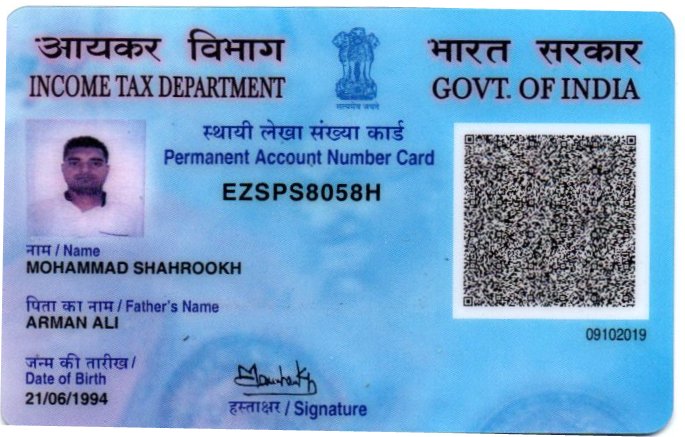 आयकर विभाग
INCOME TAX DEPARTMENT
सत्यमेव जयते
भारत सरकार
GOVT. OF INDIA
स्थायी लेखा संख्या कार्ड
Permanent Account Number Card
EZSPS8058H
नाम / Name
MOHAMMAD SHAHROOKH
पिता का नाम / Father's Name
ARMAN ALI
जन्म की तारीख /
Date of Birth
21/06/1994
हस्ताक्षर / Signature
09102019